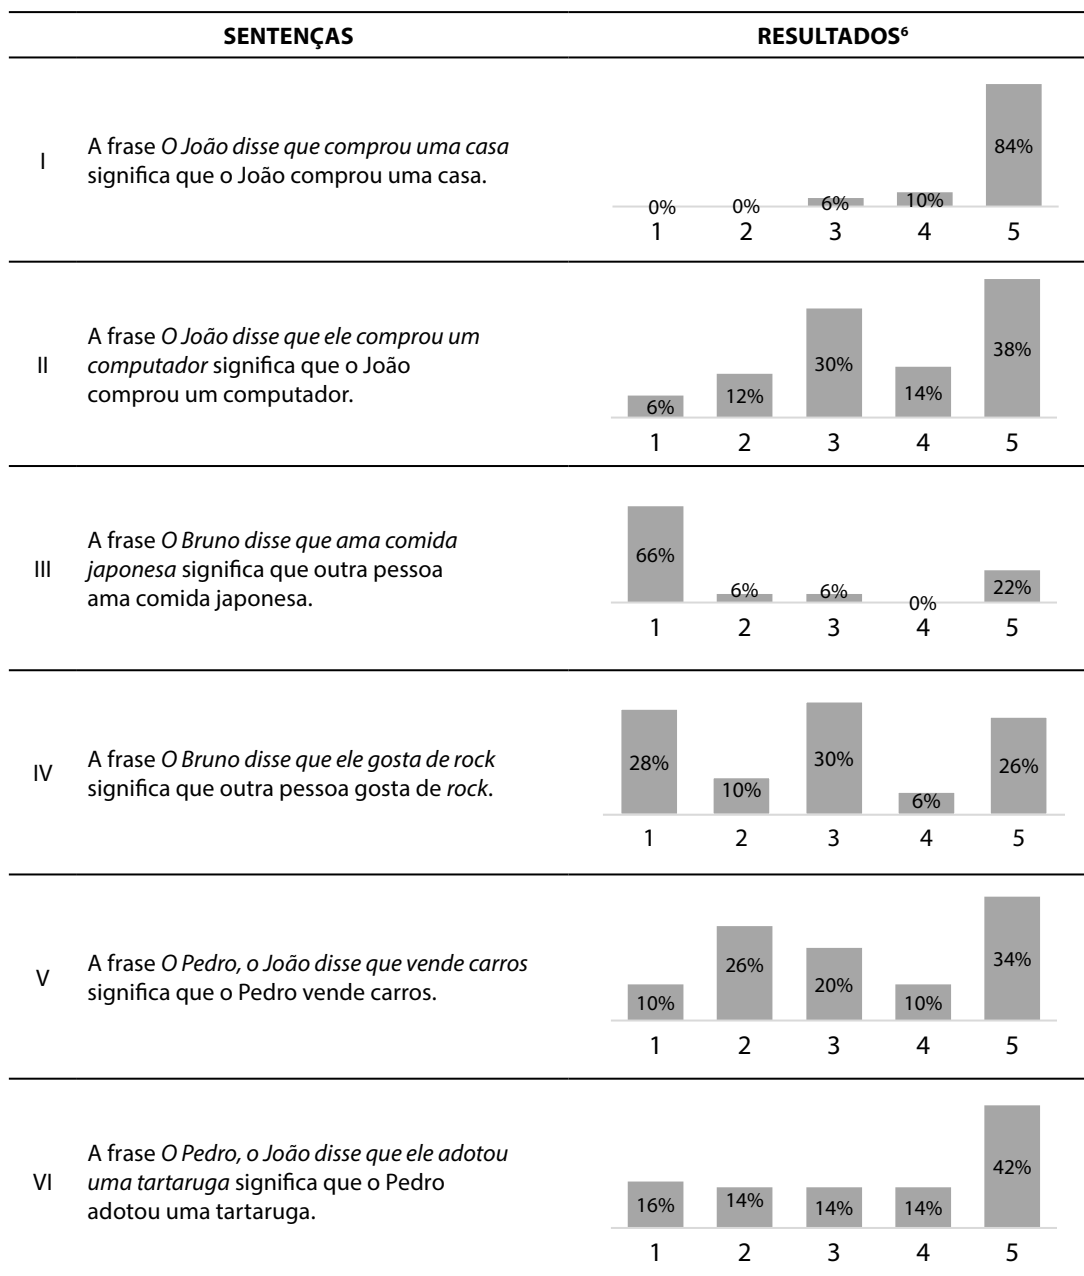 SENTENÇAS RESULTADOS⁶
I
A frase O João disse que comprou uma casa
significa que o João comprou uma casa.
0% 0% 6% 10% 84%
1 2 3 4 5
II
A frase O João disse que ele comprou um
computador significa que o João
comprou um computador.
6% 12% 30% 14% 38%
1 2 3 4 5
III
A frase O Bruno disse que ama comida
japonesa significa que outra pessoa
ama comida japonesa.
66% 6% 6% 0% 22%
1 2 3 4 5
IV
A frase O Bruno disse que ele gosta de rock
significa que outra pessoa gosta de rock.
28% 10% 30% 6% 26%
1 2 3 4 5
V
A frase O Pedro, o João disse que vende carros
significa que o Pedro vende carros.
10% 26% 20% 10% 34%
1 2 3 4 5
VI
A frase O Pedro, o João disse que ele adotou
uma tartaruga significa que o Pedro
adotou uma tartaruga.
16% 14% 14% 14% 42%
1 2 3 4 5